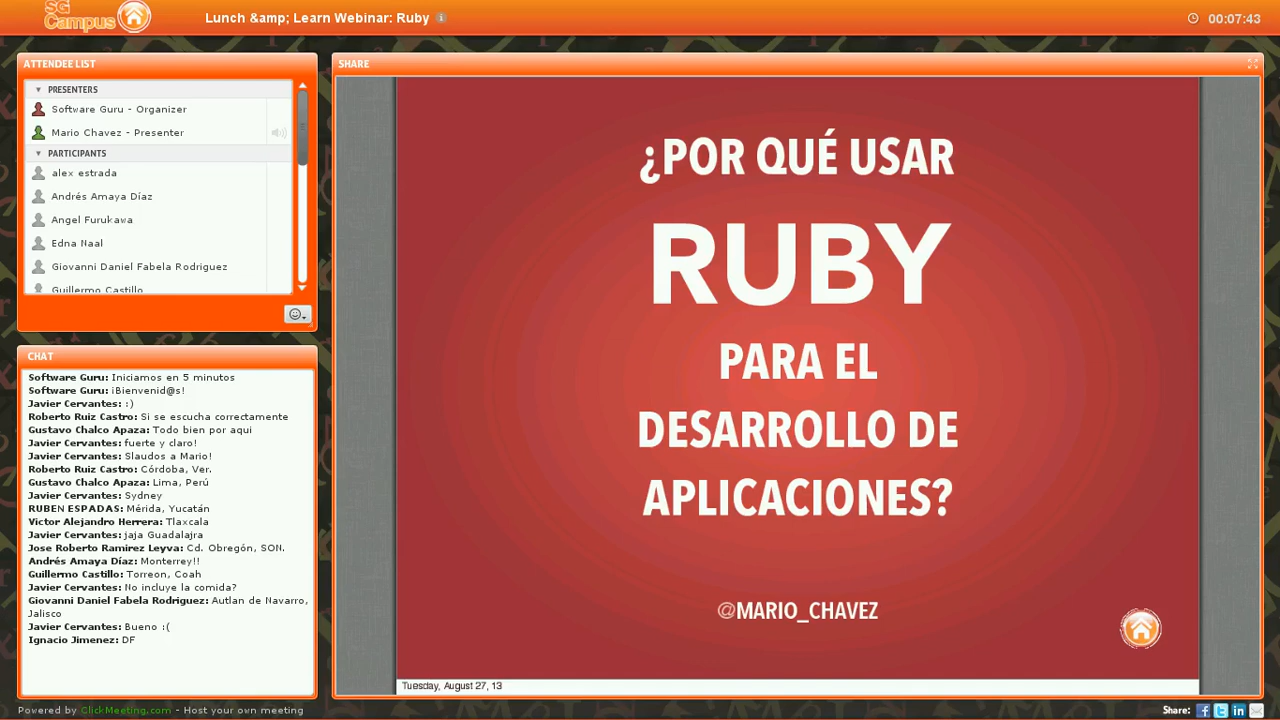 SG
Campus
Lunch &amp; Learn Webinar: Ruby
00:07:43
ATTENDEE LIST
PRESENTERS
Software Guru - Organizer
Mario Chavez - Presenter
PARTICIPANTS
alex estrada
Andrés Amaya Díaz
Angel Furukawa
Edna Naal
Giovanni Daniel Fabela Rodriguez
Guillermo Castillo
CHAT
Software Guru: Iniciamos en 5 minutos
Software Guru: ¡Bienvenid@s!
Javier Cervantes: :)
Roberto Ruiz Castro: Si se escucha correctamente
Gustavo Chalco Apaza: Todo bien por aqui
Javier Cervantes: fuerte y claro!
Javier Cervantes: Slaudos a Mario!
Roberto Ruiz Castro: Córdoba, Ver.
Gustavo Chalco Apaza: Lima, Perú
Javier Cervantes: Sydney
RUBEN ESPADAS: Mérida, Yucatán
Victor Alejandro Herrera: Tlaxcala
Javier Cervantes: jaja Guadalajra
Jose Roberto Ramirez Leyva: Cd. Obregón, SON.
Andrés Amaya Díaz: Monterrey!!
Guillermo Castillo: Torreon, Coah
Javier Cervantes: No incluye la comida?
Giovanni Daniel Fabela Rodriguez: Autlan de Navarro,
Jalisco
Javier Cervantes: Bueno :(
Ignacio Jimenez: DF
SHARE
¿POR QUÉ USAR
RUBY
PARA EL
DESARROLLO DE
APLICACIONES?
@MARIO_CHAVEZ
Tuesday, August 27, 13
Powered by ClickMeeting.com - Host your own meeting
Share: